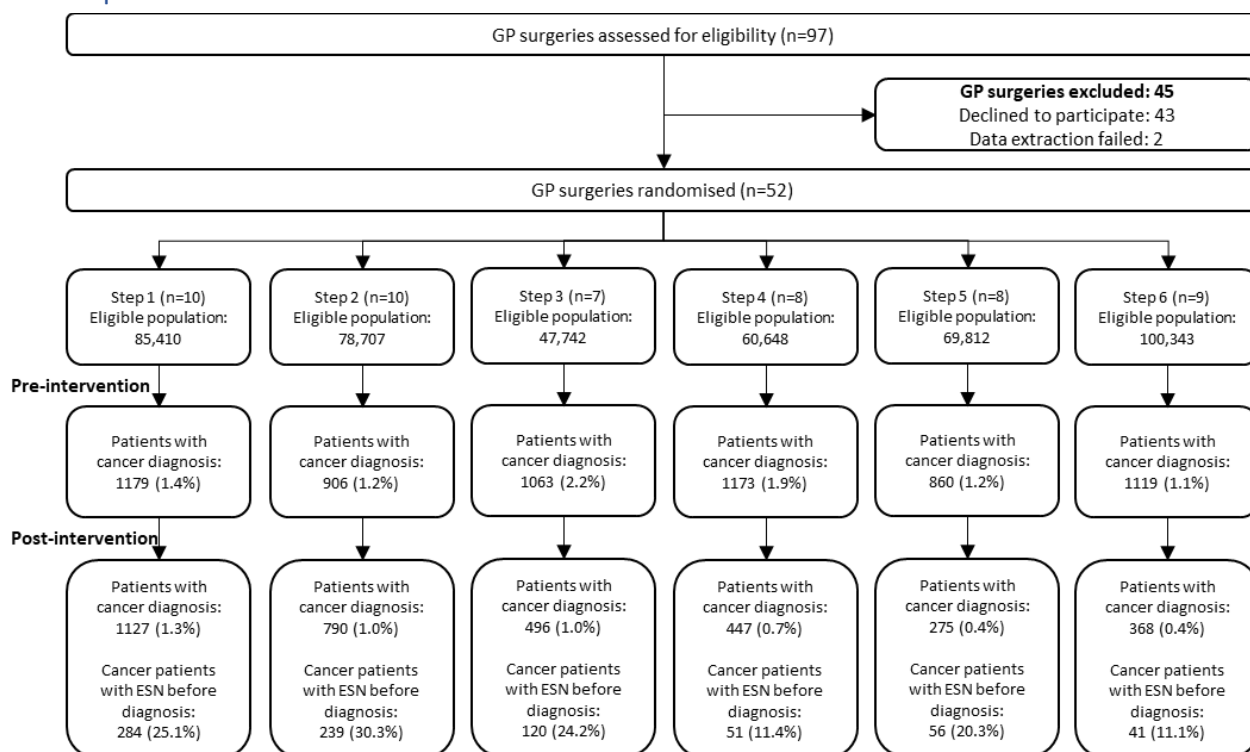 GP surgeries assessed for eligibility (n=97)
GP surgeries excluded: 45
Declined to participate: 43
Data extraction failed: 2
GP surgeries randomised (n=52)
Step 1 (n=10)
Eligible population:
85,410
Step 2 (n=10)
Eligible population:
78,707
Step 3 (n=7)
Eligible population:
47,742
Step 4 (n=8)
Eligible population:
60,648
Step 5 (n=8)
Eligible population:
69,812
Step 6 (n=9)
Eligible population:
100,343
Pre-intervention
Patients with
cancer diagnosis:
1179 (1.4%)
Patients with
cancer diagnosis:
906 (1.2%)
Patients with
cancer diagnosis:
1063 (2.2%)
Patients with
cancer diagnosis:
1173 (1.9%)
Patients with
cancer diagnosis:
860 (1.2%)
Patients with
cancer diagnosis:
1119 (1.1%)
Post-intervention
Patients with
cancer diagnosis:
1127 (1.3%)
Cancer patients
with ESN before
diagnosis:
284 (25.1%)
Patients with
cancer diagnosis:
790 (1.0%)
Cancer patients
with ESN before
diagnosis:
239 (30.3%)
Patients with
cancer diagnosis:
496 (1.0%)
Cancer patients
with ESN before
diagnosis:
120 (24.2%)
Patients with
cancer diagnosis:
447 (0.7%)
Cancer patients
with ESN before
diagnosis:
51 (11.4%)
Patients with
cancer diagnosis:
275 (0.4%)
Cancer patients
with ESN before
diagnosis:
56 (20.3%)
Patients with
cancer diagnosis:
368 (0.4%)
Cancer patients
with ESN before
diagnosis:
41 (11.1%)